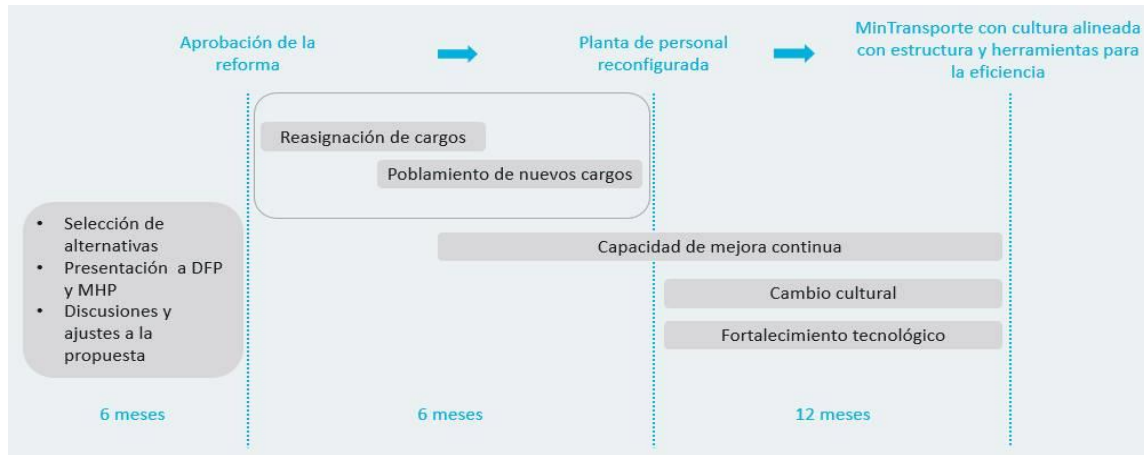 Aprobación de la
reforma
Planta de personal
reconfigurada
MinTransporte con cultura alineada
con estructura y herramientas para
la eficiencia
Reasignación de cargos
Poblamiento de nuevos cargos
• Selección de
alternativas
• Presentación a DFP
y MHP
• Discusiones y
ajustes a la
propuesta
Capacidad de mejora continua
Cambio cultural
Fortalecimiento tecnológico
6 meses
6 meses
12 meses